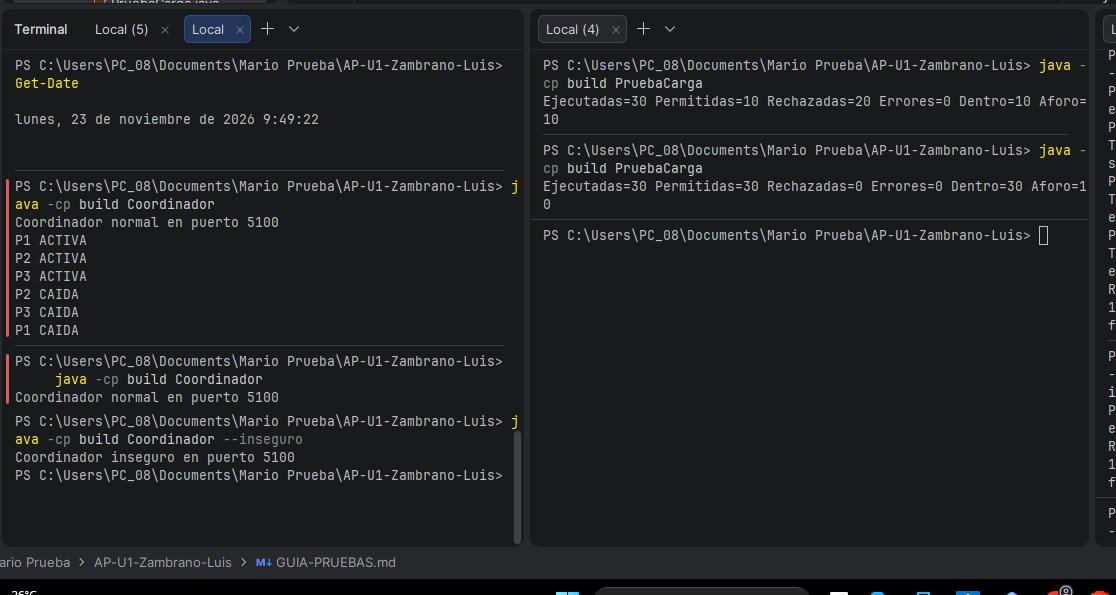 Terminal Local (5) Local
PS C:\Users\PC_08\Documents\Mario Prueba\AP-U1-Zambrano-Luis>
Get-Date
lunes, 23 de noviembre de 2026 9:49:22
PS C:\Users\PC_08\Documents\Mario Prueba\AP-U1-Zambrano-Luis> j
ava -cp build Coordinador
Coordinador normal en puerto 5100
P1 ACTIVA
P2 ACTIVA
P3 ACTIVA
P2 CAIDA
P3 CAIDA
P1 CAIDA
PS C:\Users\PC_08\Documents\Mario Prueba\AP-U1-Zambrano-Luis>
java -cp build Coordinador
Coordinador normal en puerto 5100
PS C:\Users\PC_08\Documents\Mario Prueba\AP-U1-Zambrano-Luis> j
ava -cp build Coordinador --inseguro
Coordinador inseguro en puerto 5100
PS C:\Users\PC_08\Documents\Mario Prueba\AP-U1-Zambrano-Luis>
Local (4)
PS C:\Users\PC_08\Documents\Mario Prueba\AP-U1-Zambrano-Luis> java -
cp build PruebaCarga
Ejecutadas=30 Permitidas=10 Rechazadas=20 Errores=0 Dentro=10 Aforo=
10
PS C:\Users\PC_08\Documents\Mario Prueba\AP-U1-Zambrano-Luis> java -
cp build PruebaCarga
Ejecutadas=30 Permitidas=30 Rechazadas=0 Errores=0 Dentro=30 Aforo=1
0
PS C:\Users\PC_08\Documents\Mario Prueba\AP-U1-Zambrano-Luis>
ario Prueba > AP-U1-Zambrano-Luis > M↓ GUIA-PRUEBAS.md